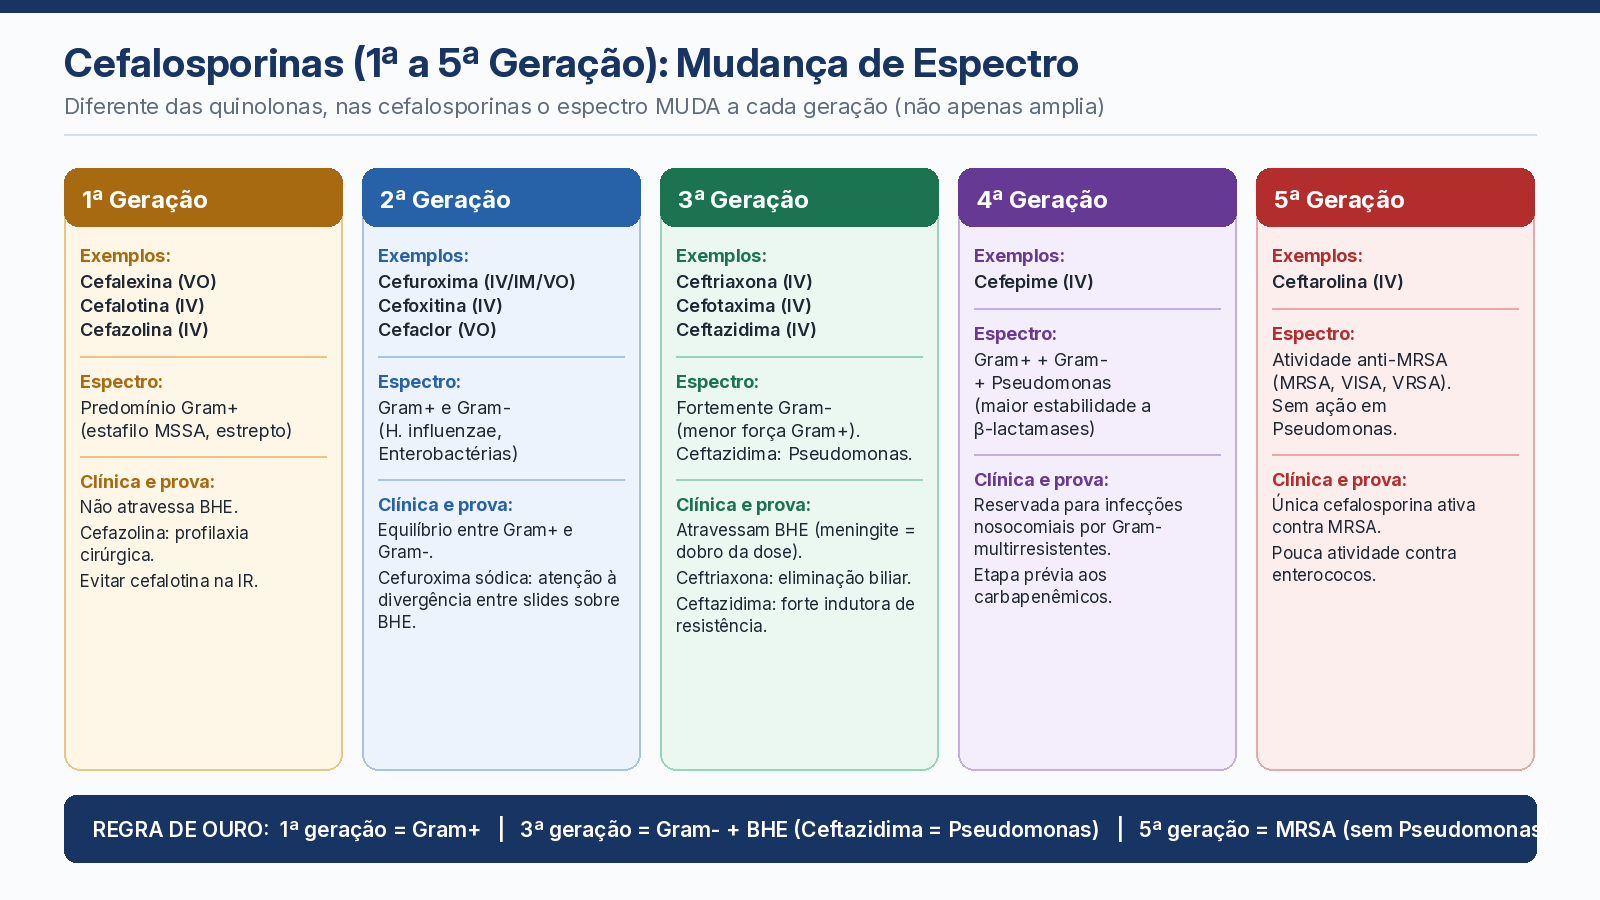 Cefalosporinas (1ª a 5ª Geração): Mudança de Espectro
Diferente das quinolonas, nas cefalosporinas o espectro MUDA a cada geração (não apenas amplia)
1ª Geração
Exemplos:
Cefalexina (VO)
Cefalotina (IV)
Cefazolina (IV)
Espectro:
Predomínio Gram+
(estafilo MSSA, estrepto)
Clínica e prova:
Não atravessa BHE.
Cefazolina: profilaxia
cirúrgica.
Evitar cefalotina na IR.
2ª Geração
Exemplos:
Cefuroxima (IV/IM/VO)
Cefoxitina (IV)
Cefaclor (VO)
Espectro:
Gram+ e Gram-
(H. influenzae,
Enterobactérias)
Clínica e prova:
Equilíbrio entre Gram+ e
Gram-.
Cefuroxima sódica: atenção à
divergência entre slides sobre
BHE.
3ª Geração
Exemplos:
Ceftriaxona (IV)
Cefotaxima (IV)
Ceftazidima (IV)
Espectro:
Fortemente Gram-
(menor força Gram+).
Ceftazidima: Pseudomonas.
Clínica e prova:
Atravessam BHE (meningite =
dobro da dose).
Ceftriaxona: eliminação biliar.
Ceftazidima: forte indutora de
resistência.
4ª Geração
Exemplos:
Cefepime (IV)
Espectro:
Gram+ + Gram-
+ Pseudomonas
(maior estabilidade a
β-lactamases)
Clínica e prova:
Reservada para infecções
nosocomiais por Gram-
multirresistentes.
Etapa prévia aos
carbapenêmicos.
5ª Geração
Exemplos:
Ceftarolina (IV)
Espectro:
Atividade anti-MRSA
(MRSA, VISA, VRSA).
Sem ação em
Pseudomonas.
Clínica e prova:
Única cefalosporina ativa
contra MRSA.
Pouca atividade contra
enterococos.
REGRA DE OURO: 1ª geração = Gram+ | 3ª geração = Gram- + BHE (Ceftazidima = Pseudomonas) | 5ª geração = MRSA (sem Pseudomonas)